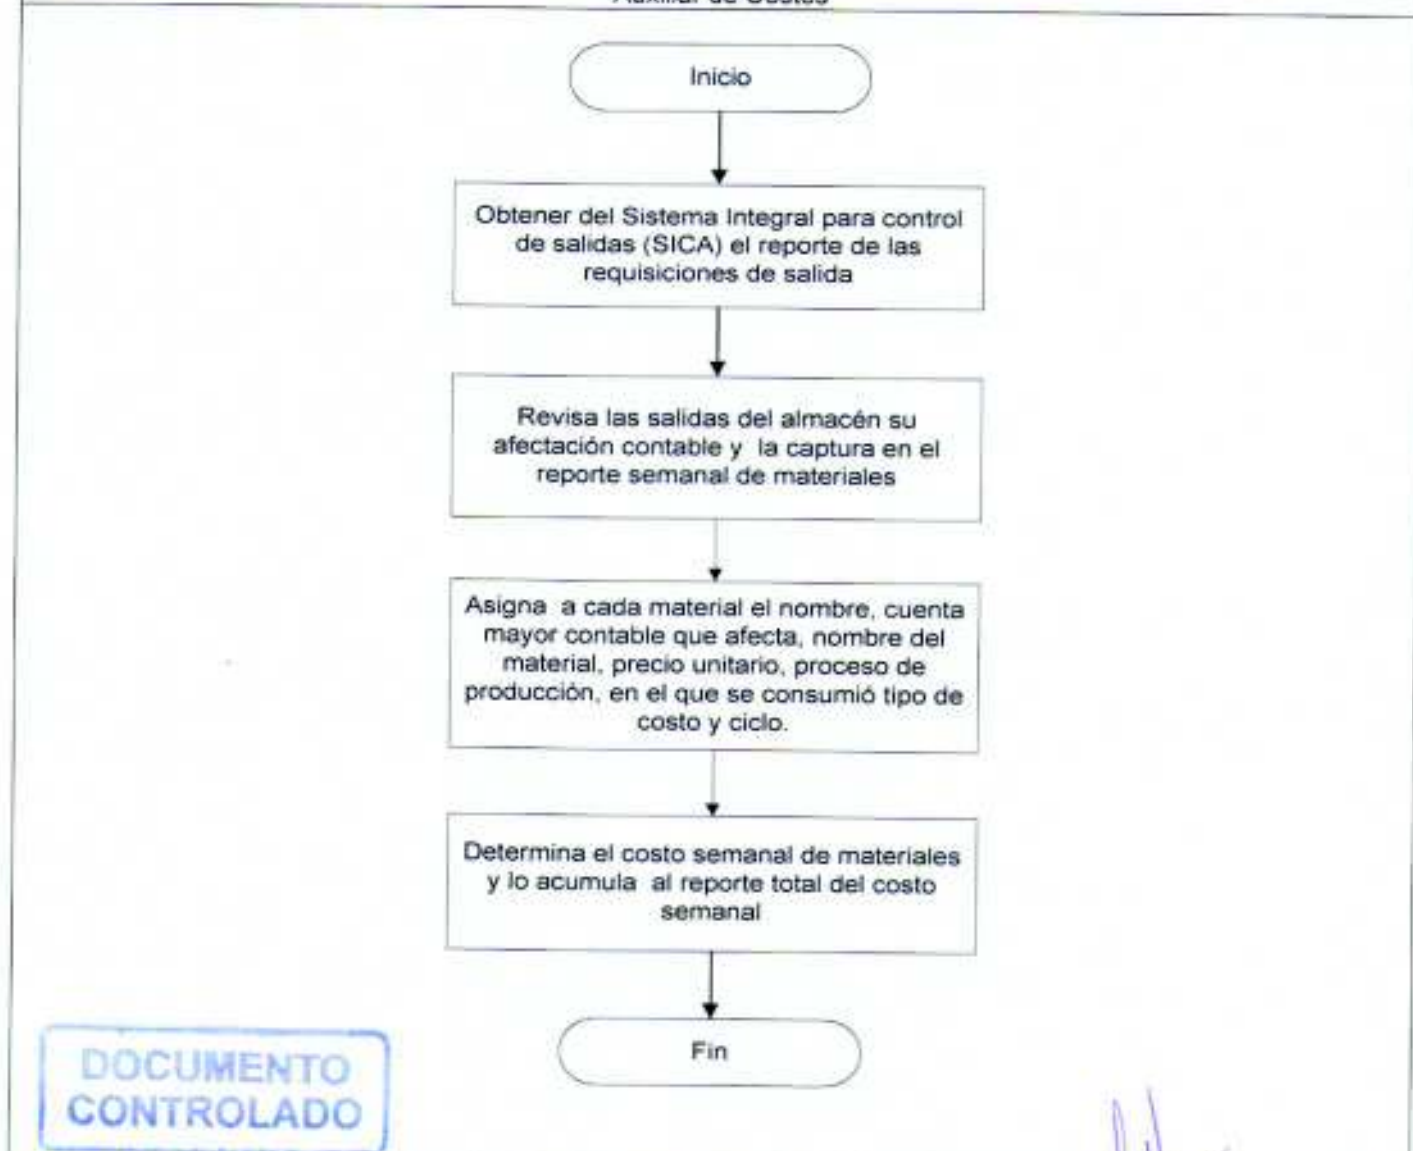 Auxiliar de Costos
Inicio
Obtener del Sistema Integral para control
de salidas (SICA) el reporte de las
requisiciones de salida
Revisa las salidas del almacén su
afectación contable y la captura en el
reporte semanal de materiales
Asigna a cada material el nombre, cuenta
mayor contable que afecta, nombre del
material, precio unitario, proceso de
producción, en el que se consumió tipo de
costo y ciclo.
Determina el costo semanal de materiales
y lo acumula al reporte total del costo
semanal
Fin
DOCUMENTO
CONTROLADO